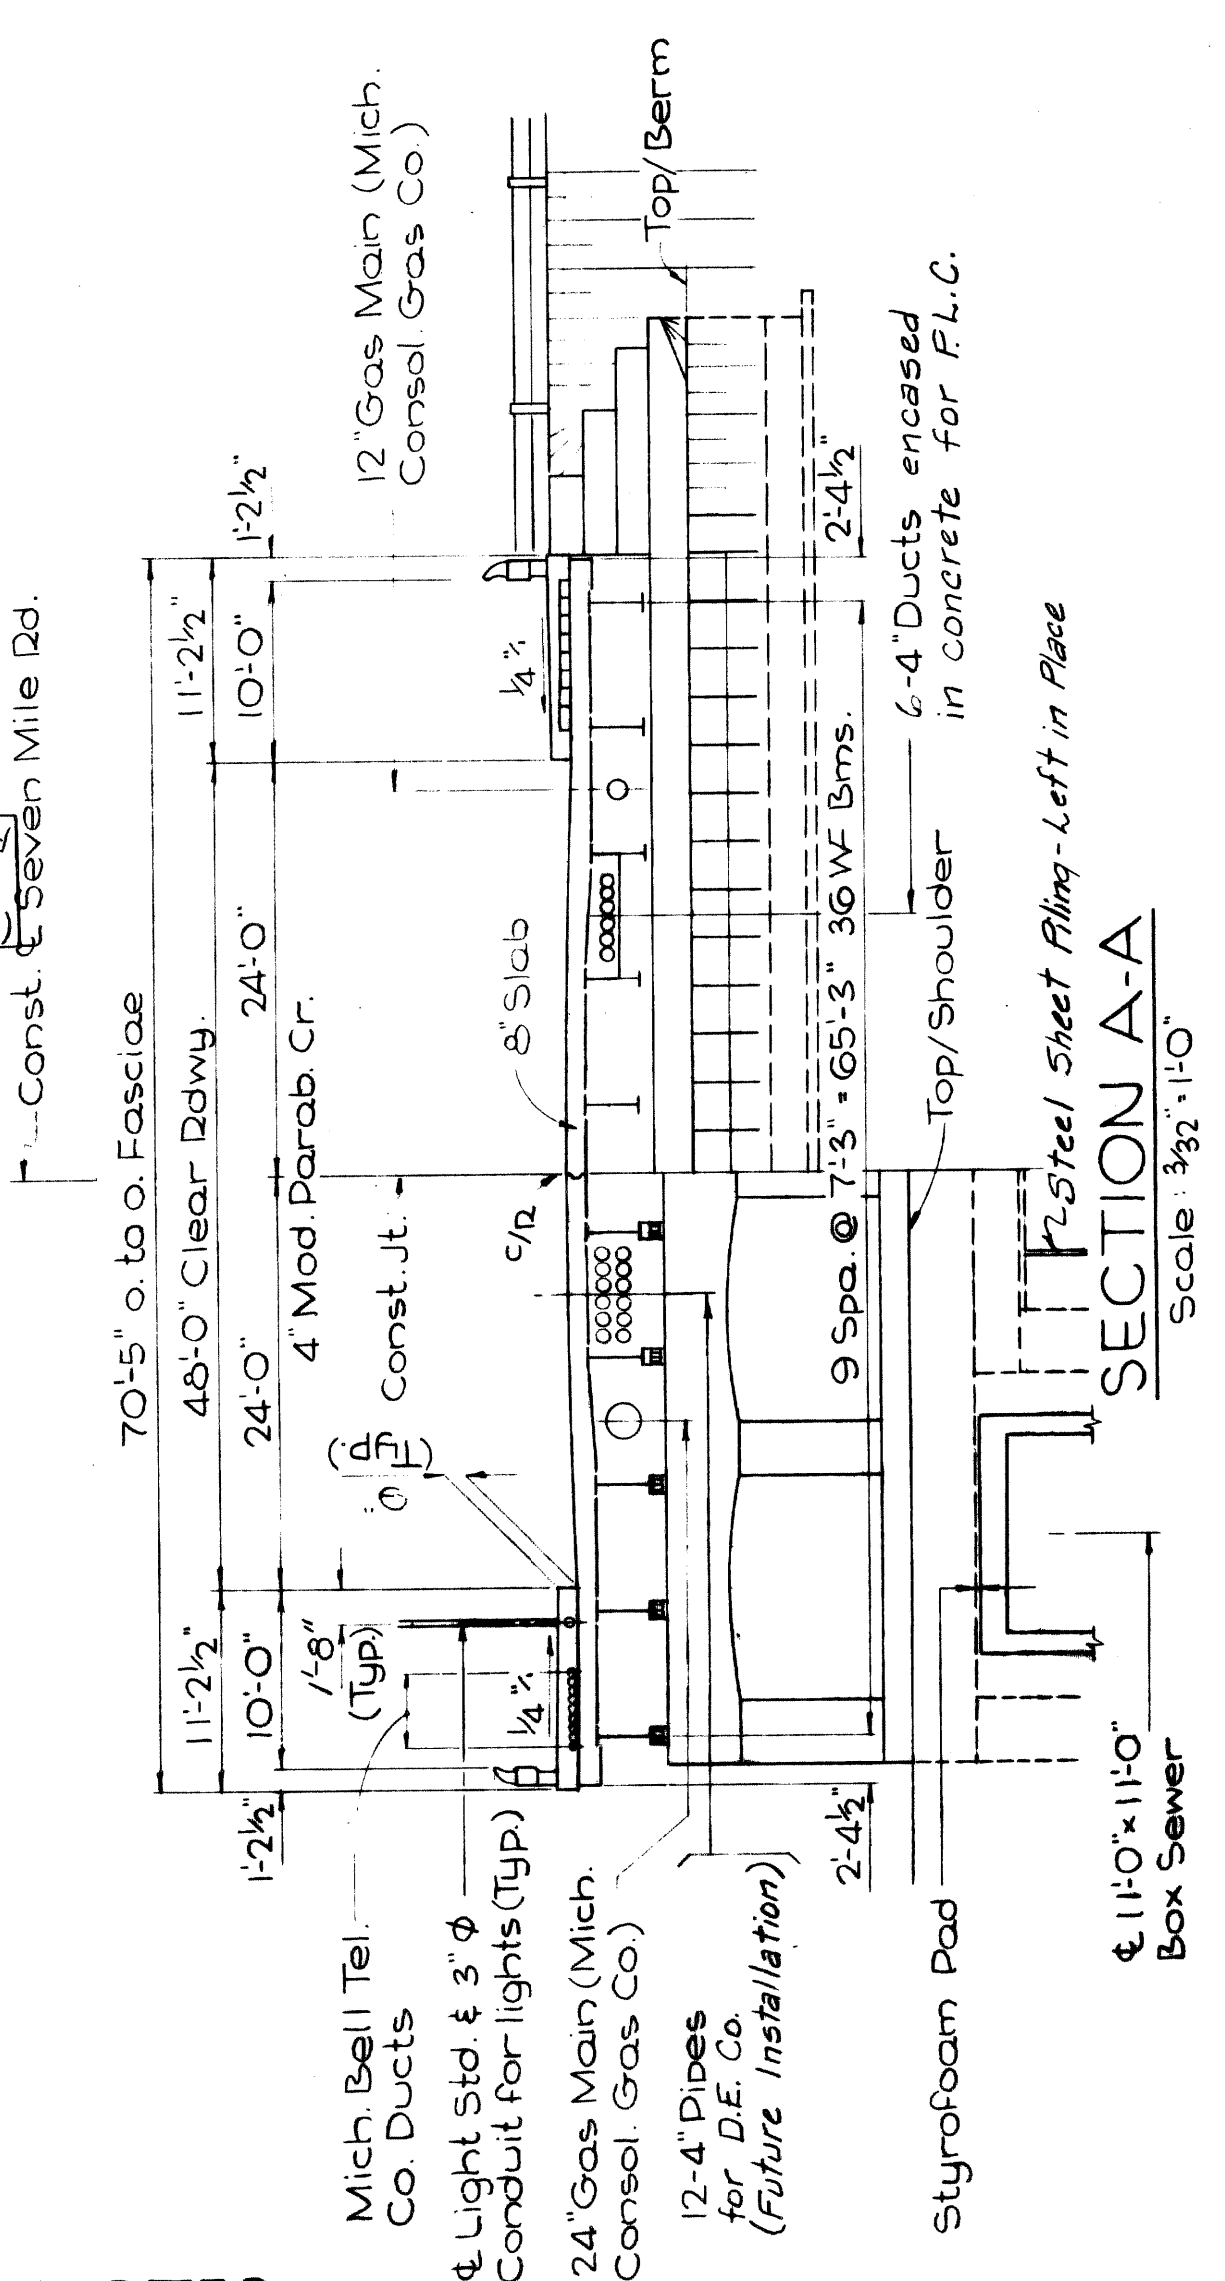 Const. ℄ Seven Mile Rd.
70'-5" o. to o. Fasciae
11'-2½"
48'-0" Clear Rdwy.
11'-2½"
1'-2½"
10'-0"
24'-0"
24'-0"
10'-0"
1'-2½"
4" Mod. Parab. Cr.
1'-8"
(Typ.)
9"
(Typ.)
Const. Jt.
12" Gas Main (Mich.
Consol. Gas Co.)
Mich. Bell Tel.
Co. Ducts
¼"/'
C/R
8" Slab
¼"/'
℄ Light Std. & 3" Ø
Conduit for lights (Typ.)
24" Gas Main (Mich.
Consol. Gas Co.)
Top/Berm
12-4" Pipes
for D.E. Co.
(Future Installation)
2'-4½"
9 Spa. @ 7'-3" = 65'-3" 36 WF Bms.
2'-4½"
6-4" Ducts encased
in concrete for P.L.C.
Top/Shoulder
Styrofoam Pad
Steel Sheet Piling-Left in Place
℄ 11'-0" x 11'-0"
Box Sewer
SECTION A-A
Scale: 3/32" = 1'-0"